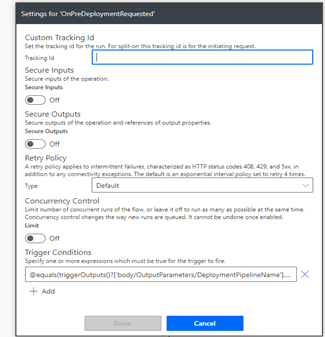 Settings for 'OnPreDeploymentRequested'
Custom Tracking Id
Set the tracking id for the run. For split-on this tracking id is for the initiating request.
Tracking Id
Secure Inputs
Secure inputs of the operation.
Secure Inputs
Off
Secure Outputs
Secure outputs of the operation and references of output properties.
Secure Outputs
Off
Retry Policy
A retry policy applies to intermittent failures, characterized as HTTP status codes 408, 429, and 5xx, in
addition to any connectivity exceptions. The default is an exponential interval policy set to retry 4 times.
Type
Default
Concurrency Control
Limit number of concurrent runs of the flow, or leave it off to run as many as possible at the same time.
Concurrency control changes the way new runs are queued. It cannot be undone once enabled.
Limit
Off
Trigger Conditions
Specify one or more expressions which must be true for the trigger to fire.
@equals(triggerOutputs()?['body/OutputParameters/DeploymentPipelineName'],...
+ Add
Done
Cancel